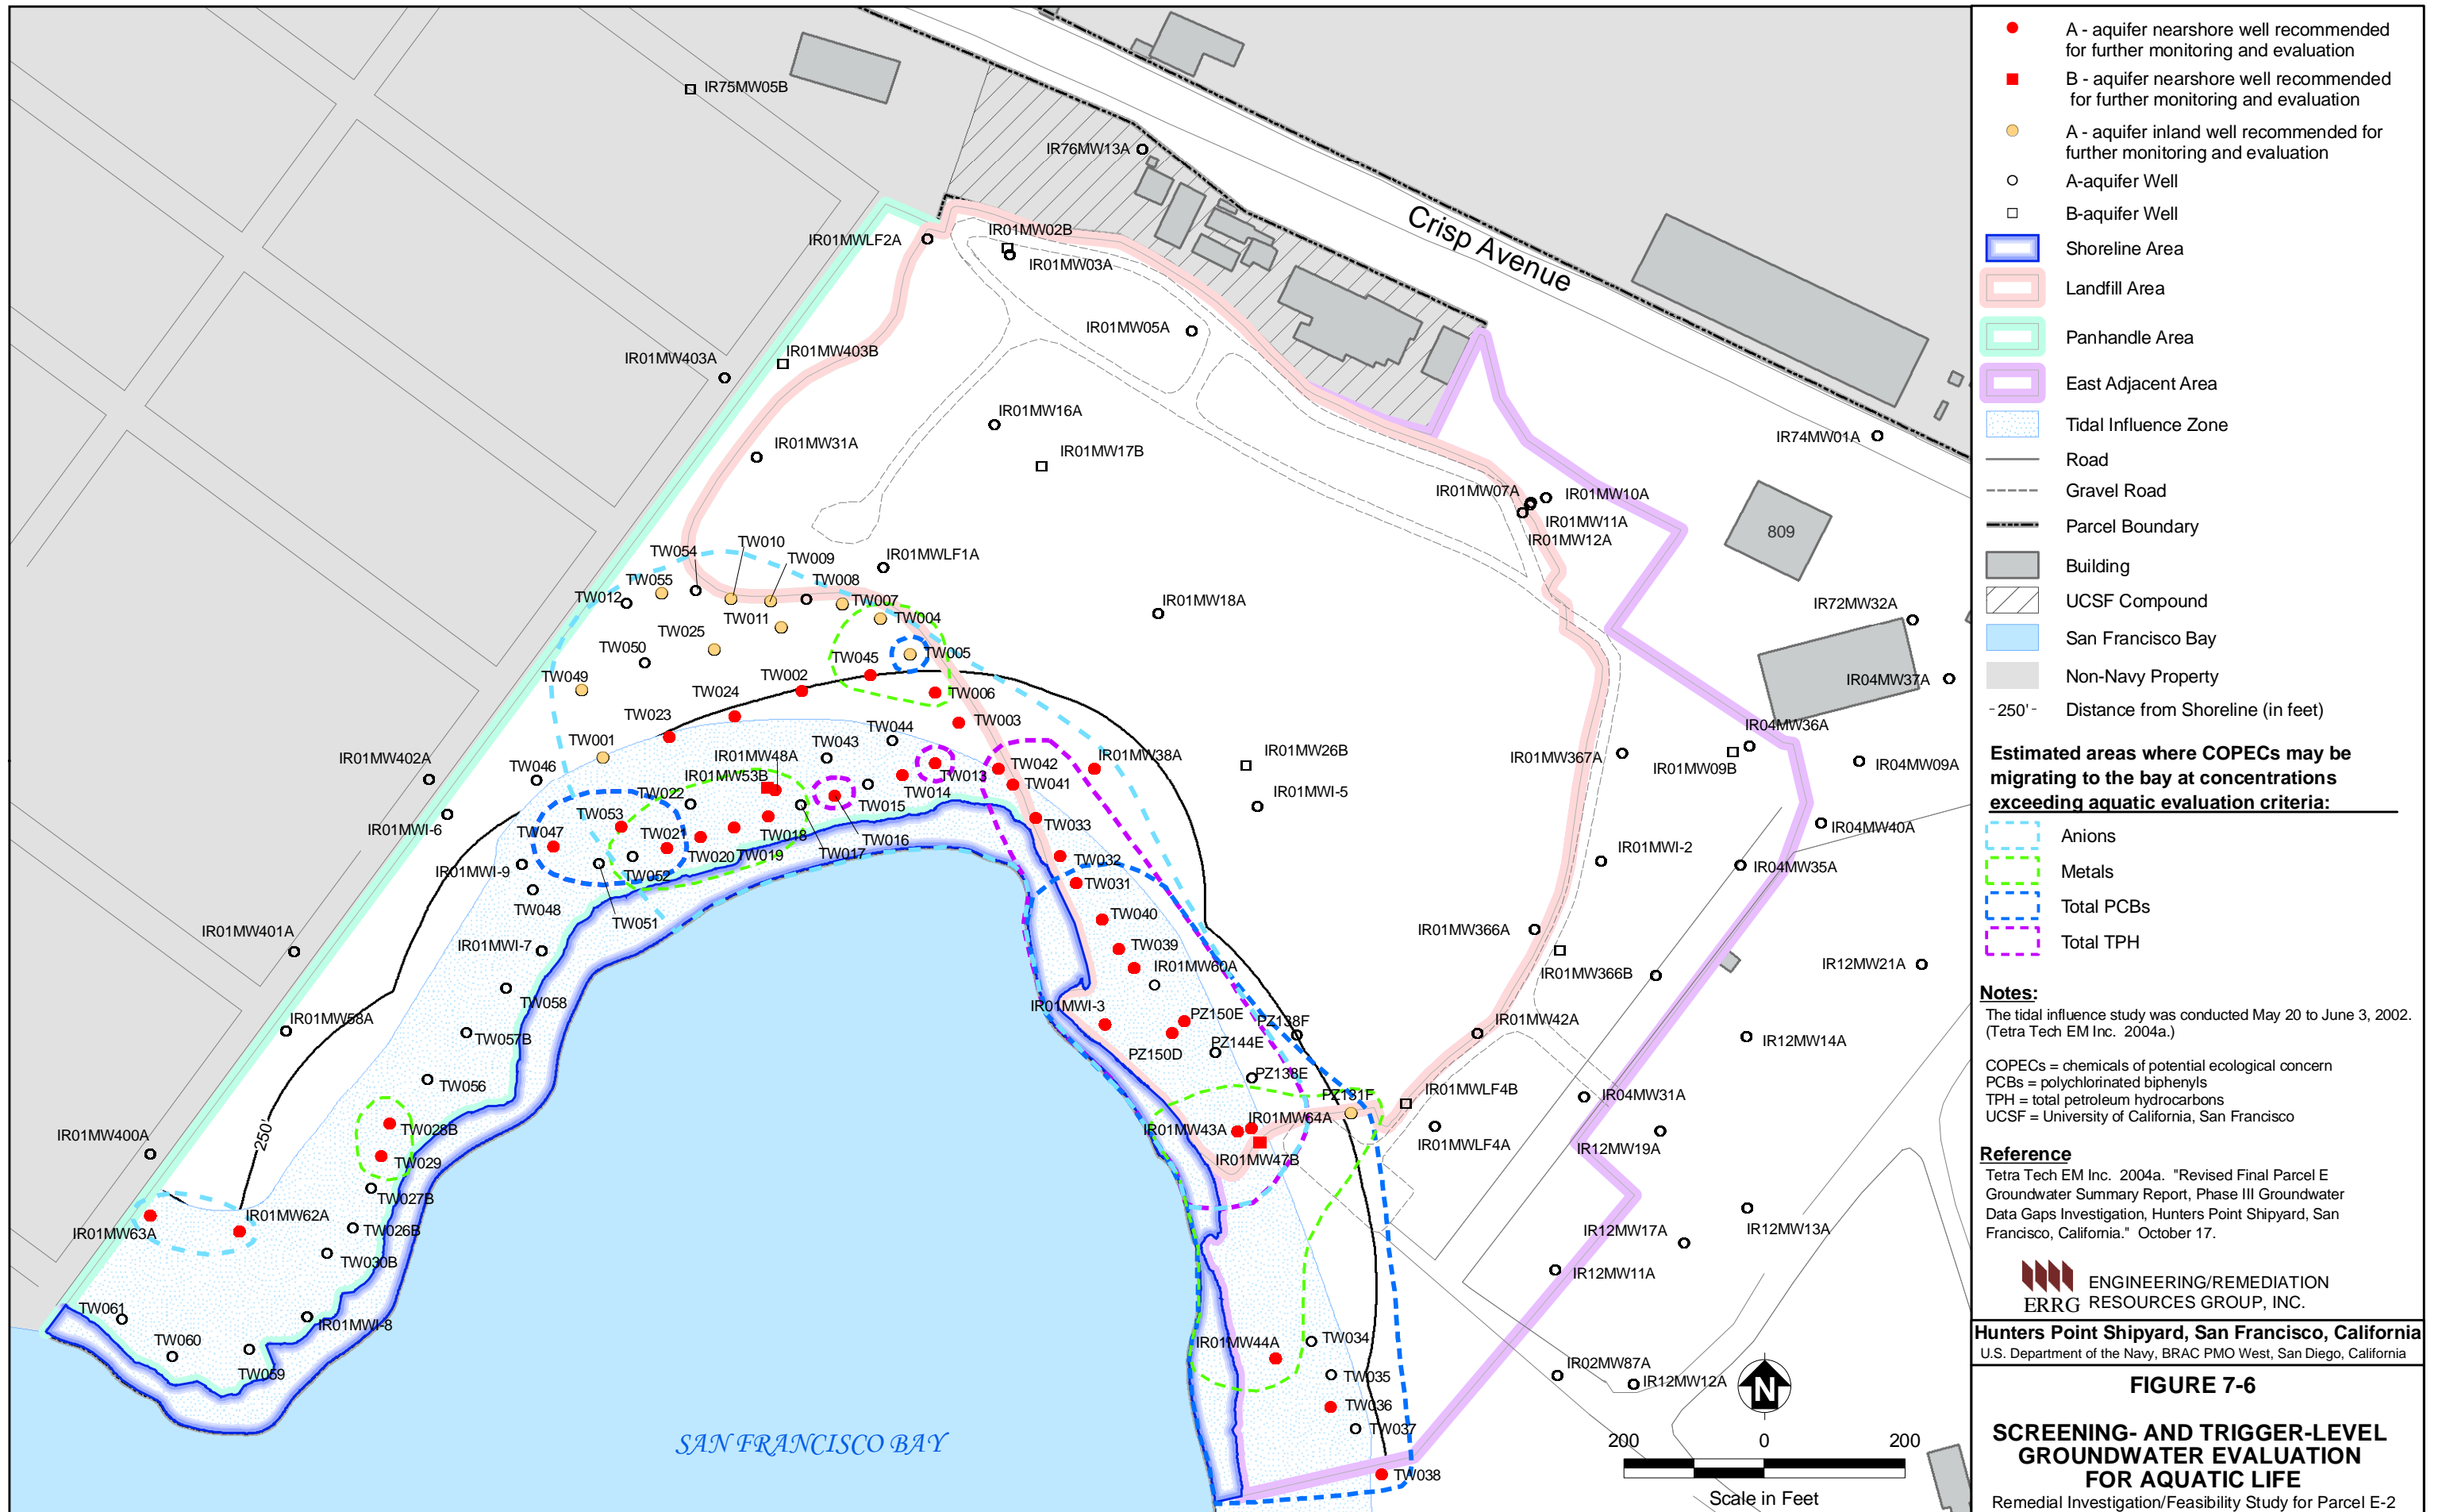 IR75MW05B
IR76MW13A
Crisp Avenue
IR01MWLF2A
IR01MW02B
IR01MW03A
IR01MW05A
IR01MW403A
IR01MW403B
IR01MW16A
IR01MW31A
IR01MW17B
IR74MW01A
IR01MW07A
IR01MW10A
IR01MW11A
IR01MW12A
809
TW054
TW010
TW009
IR01MWLF1A
TW055
TW008
TW012
TW007
TW011
TW004
IR01MW18A
IR72MW32A
TW025
TW050
TW045
TW005
TW049
TW002
TW024
TW006
IR04MW37A
TW023
TW003
TW044
IR04MW36A
TW001
TW043
IR01MW402A
TW046
IR01MW48A
IR01MW53B
TW013
TW042
IR01MW38A
IR01MW26B
IR01MW367A
IR01MW09B
IR04MW09A
TW041
TW014
TW022
TW015
IR01MWI-5
TW053
IR01MWI-6
TW047
TW021
TW018
TW016
TW033
IR04MW40A
TW020
TW019
TW017
TW032
IR01MWI-2
IR04MW35A
IR01MWI-9
TW052
TW031
TW048
TW051
TW040
IR01MW401A
IR01MWI-7
TW039
IR01MW366A
IR01MW60A
IR01MW366B
IR12MW21A
TW058
IR01MWI-3
PZ150E
PZ138F
IR01MW58A
IR01MW42A
TW057B
PZ144E
PZ150D
IR12MW14A
PZ138E
TW056
PZ131F
IR01MWLF4B
IR04MW31A
TW028B
250'
IR01MW64A
IR01MW43A
IR01MW400A
IR01MWLF4A
IR12MW19A
TW029
IR01MW47B
TW027B
IR01MW62A
IR01MW63A
TW026B
IR12MW17A
IR12MW13A
TW030B
IR12MW11A
TW061
IR01MWI-8
TW060
IR01MW44A
TW034
TW059
TW035
IR02MW87A
IR12MW12A
N
TW036
TW037
SAN FRANCISCO BAY
TW038
200 0 200
Scale in Feet
A - aquifer nearshore well recommended
for further monitoring and evaluation
B - aquifer nearshore well recommended
for further monitoring and evaluation
A - aquifer inland well recommended for
further monitoring and evaluation
A-aquifer Well
B-aquifer Well
Shoreline Area
Landfill Area
Panhandle Area
East Adjacent Area
Tidal Influence Zone
Road
Gravel Road
Parcel Boundary
Building
UCSF Compound
San Francisco Bay
Non-Navy Property
-250'- Distance from Shoreline (in feet)
Estimated areas where COPECs may be
migrating to the bay at concentrations
exceeding aquatic evaluation criteria:
Anions
Metals
Total PCBs
Total TPH
Notes:
The tidal influence study was conducted May 20 to June 3, 2002.
(Tetra Tech EM Inc. 2004a.)
COPECs = chemicals of potential ecological concern
PCBs = polychlorinated biphenyls
TPH = total petroleum hydrocarbons
UCSF = University of California, San Francisco
Reference
Tetra Tech EM Inc. 2004a. "Revised Final Parcel E
Groundwater Summary Report, Phase III Groundwater
Data Gaps Investigation, Hunters Point Shipyard, San
Francisco, California." October 17.
ERRG
ENGINEERING/REMEDIATION
RESOURCES GROUP, INC.
Hunters Point Shipyard, San Francisco, California
U.S. Department of the Navy, BRAC PMO West, San Diego, California
FIGURE 7-6
SCREENING- AND TRIGGER-LEVEL
GROUNDWATER EVALUATION
FOR AQUATIC LIFE
Remedial Investigation/Feasibility Study for Parcel E-2